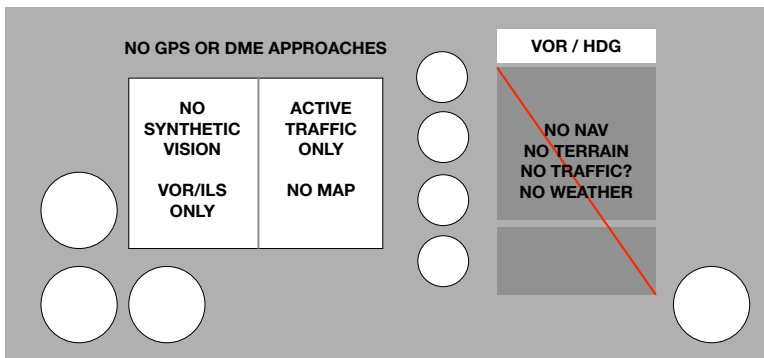 NO GPS OR DME APPROACHES
NO
SYNTHETIC
VISION
VOR/ILS
ONLY
ACTIVE
TRAFFIC
ONLY
NO MAP
VOR / HDG
NO NAV
NO TERRAIN
NO TRAFFIC?
NO WEATHER